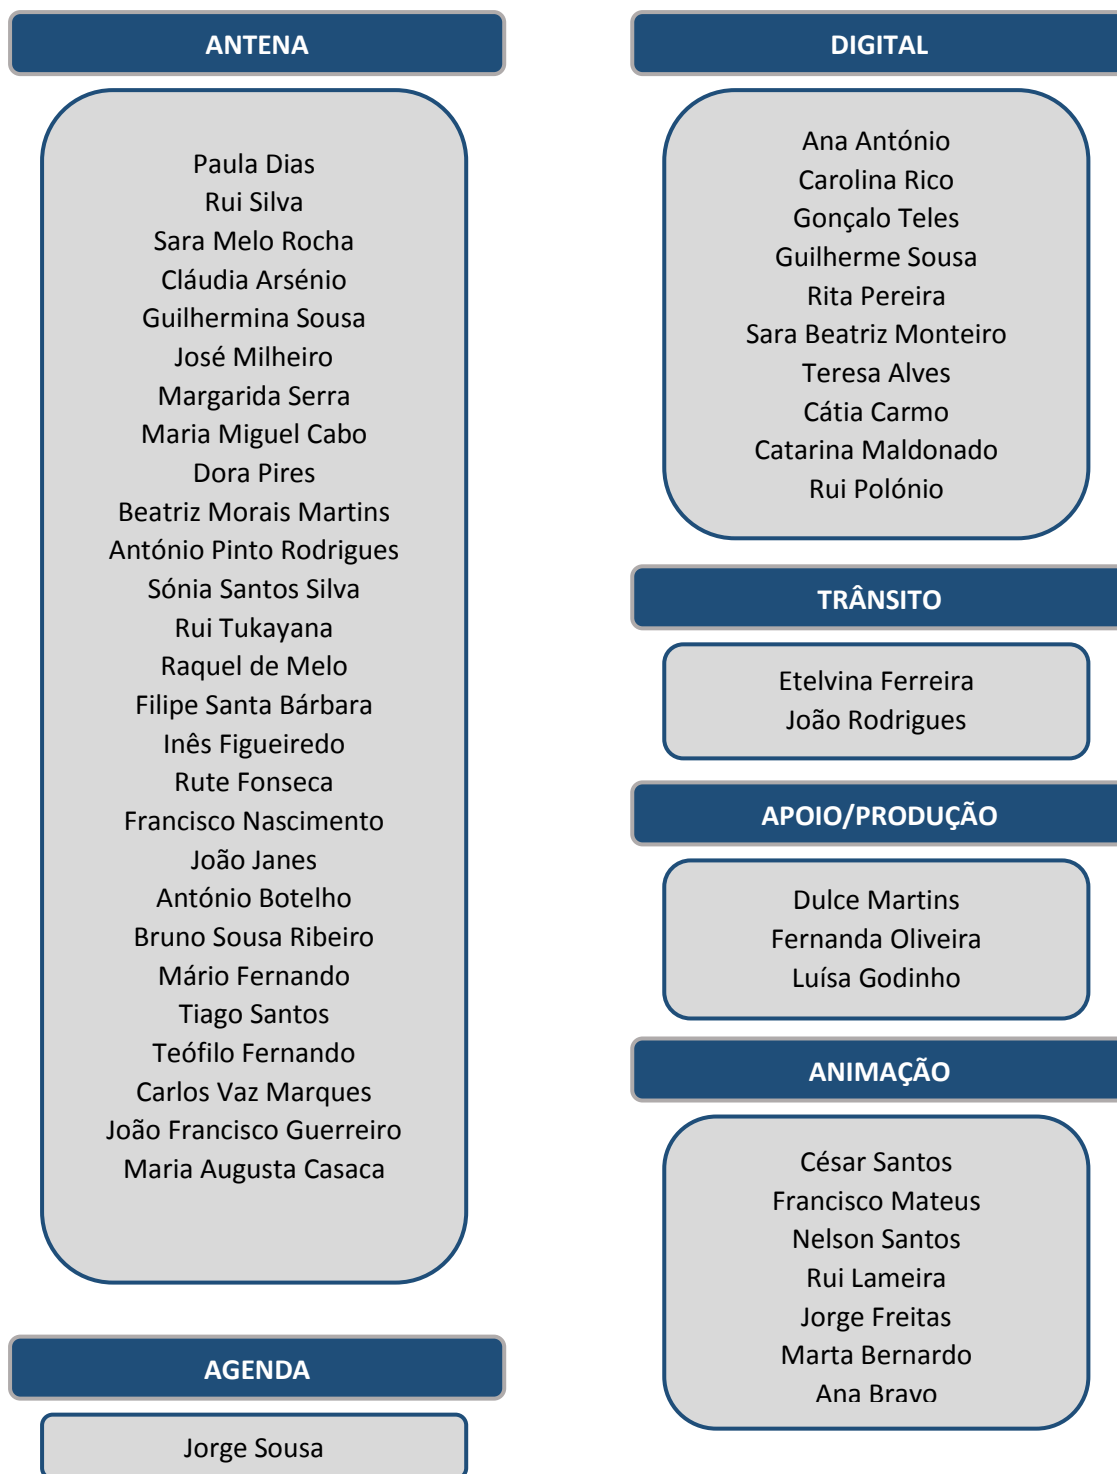 ANTENA
Paula Dias
Rui Silva
Sara Melo Rocha
Cláudia Arsénio
Guilhermina Sousa
José Milheiro
Margarida Serra
Maria Miguel Cabo
Dora Pires
Beatriz Morais Martins
António Pinto Rodrigues
Sónia Santos Silva
Rui Tukayana
Raquel de Melo
Filipe Santa Bárbara
Inês Figueiredo
Rute Fonseca
Francisco Nascimento
João Janes
António Botelho
Bruno Sousa Ribeiro
Mário Fernando
Tiago Santos
Teófilo Fernando
Carlos Vaz Marques
João Francisco Guerreiro
Maria Augusta Casaca
AGENDA
Jorge Sousa
DIGITAL
Ana António
Carolina Rico
Gonçalo Teles
Guilherme Sousa
Rita Pereira
Sara Beatriz Monteiro
Teresa Alves
Cátia Carmo
Catarina Maldonado
Rui Polónio
TRÂNSITO
Etelvina Ferreira
João Rodrigues
APOIO/PRODUÇÃO
Dulce Martins
Fernanda Oliveira
Luísa Godinho
ANIMAÇÃO
César Santos
Francisco Mateus
Nelson Santos
Rui Lameira
Jorge Freitas
Marta Bernardo
Ana Bravo